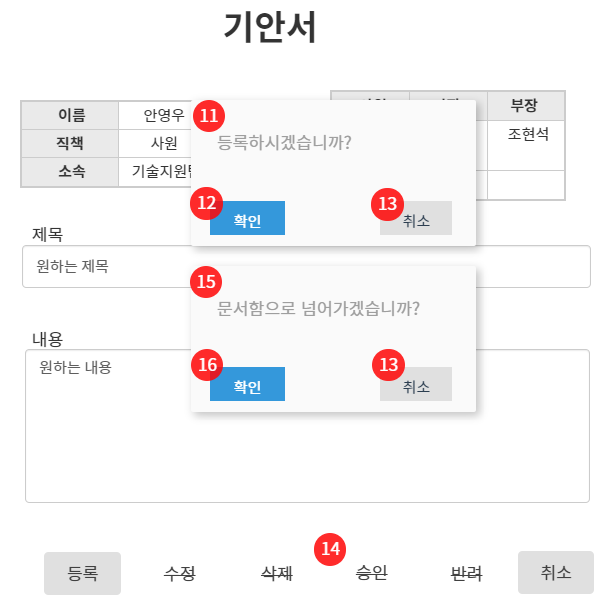 기안서
이름 안영우
직책 사원
소속 기술지원
부장
조현석
11
등록하시겠습니까?
12 확인
13 취소
제목
원하는 제목
15
문서함으로 넘어가겠습니까?
16 확인
13 취소
내용
원하는 내용
14
등록 수정 삭제 승인 반려 취소